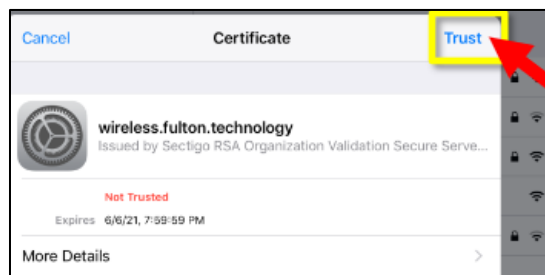 Cancel Certificate Trust
wireless.fulton.technology
Issued by Sectigo RSA Organization Validation Secure Serve...
Not Trusted
Expires 6/6/21, 7:59:59 PM
More Details